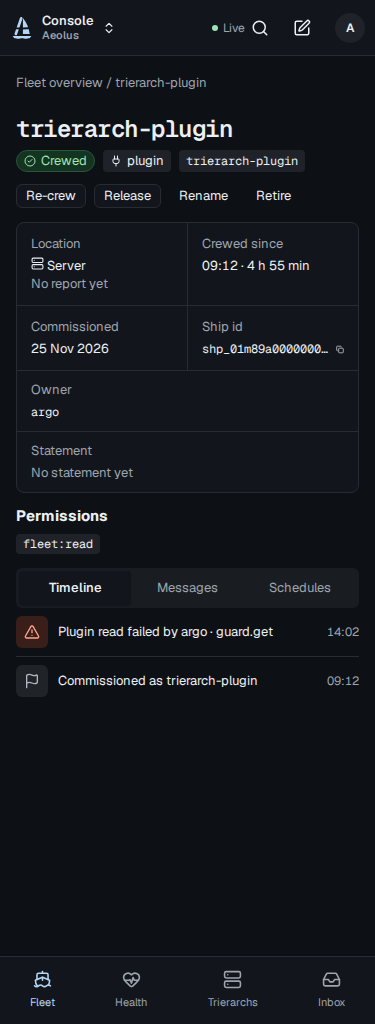 Console
Aeolus
Live
A
Fleet overview / trierarch-plugin
trierarch-plugin
Crewed
plugin
trierarch-plugin
Re-crew
Release
Rename
Retire
Location
Server
No report yet
Crewed since
09:12 · 4 h 55 min
Commissioned
25 Nov 2026
Ship id
shp_01m89a0000000…
Owner
argo
Statement
No statement yet
Permissions
fleet:read
Timeline
Messages
Schedules
Plugin read failed by argo · guard.get
14:02
Commissioned as trierarch-plugin
09:12
Fleet
Health
Trierarchs
Inbox